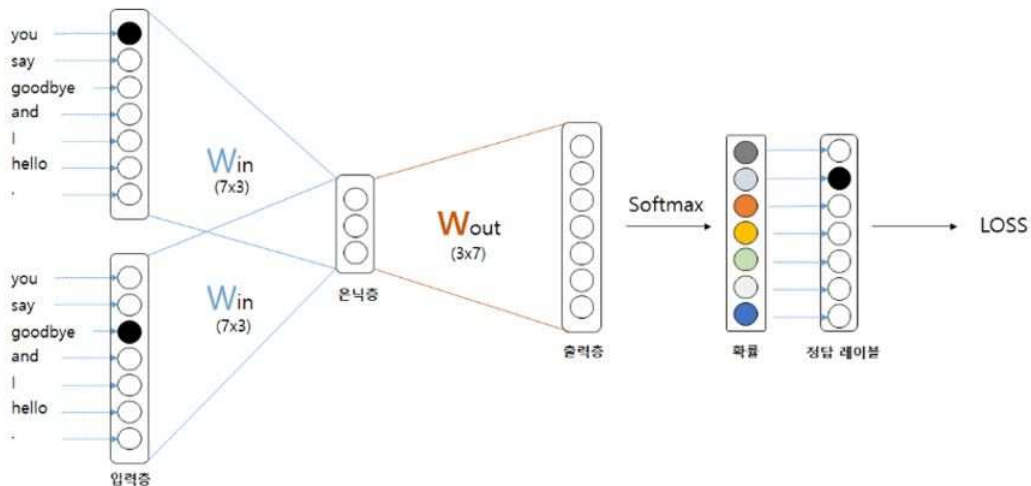 you
say
goodbye
and
I
hello
.
Win
(7x3)
you
say
goodbye
and
I
hello
.
입력층
Win
(7x3)
은닉층
Wout
(3x7)
출력층
Softmax
확률
정답 레이블
LOSS